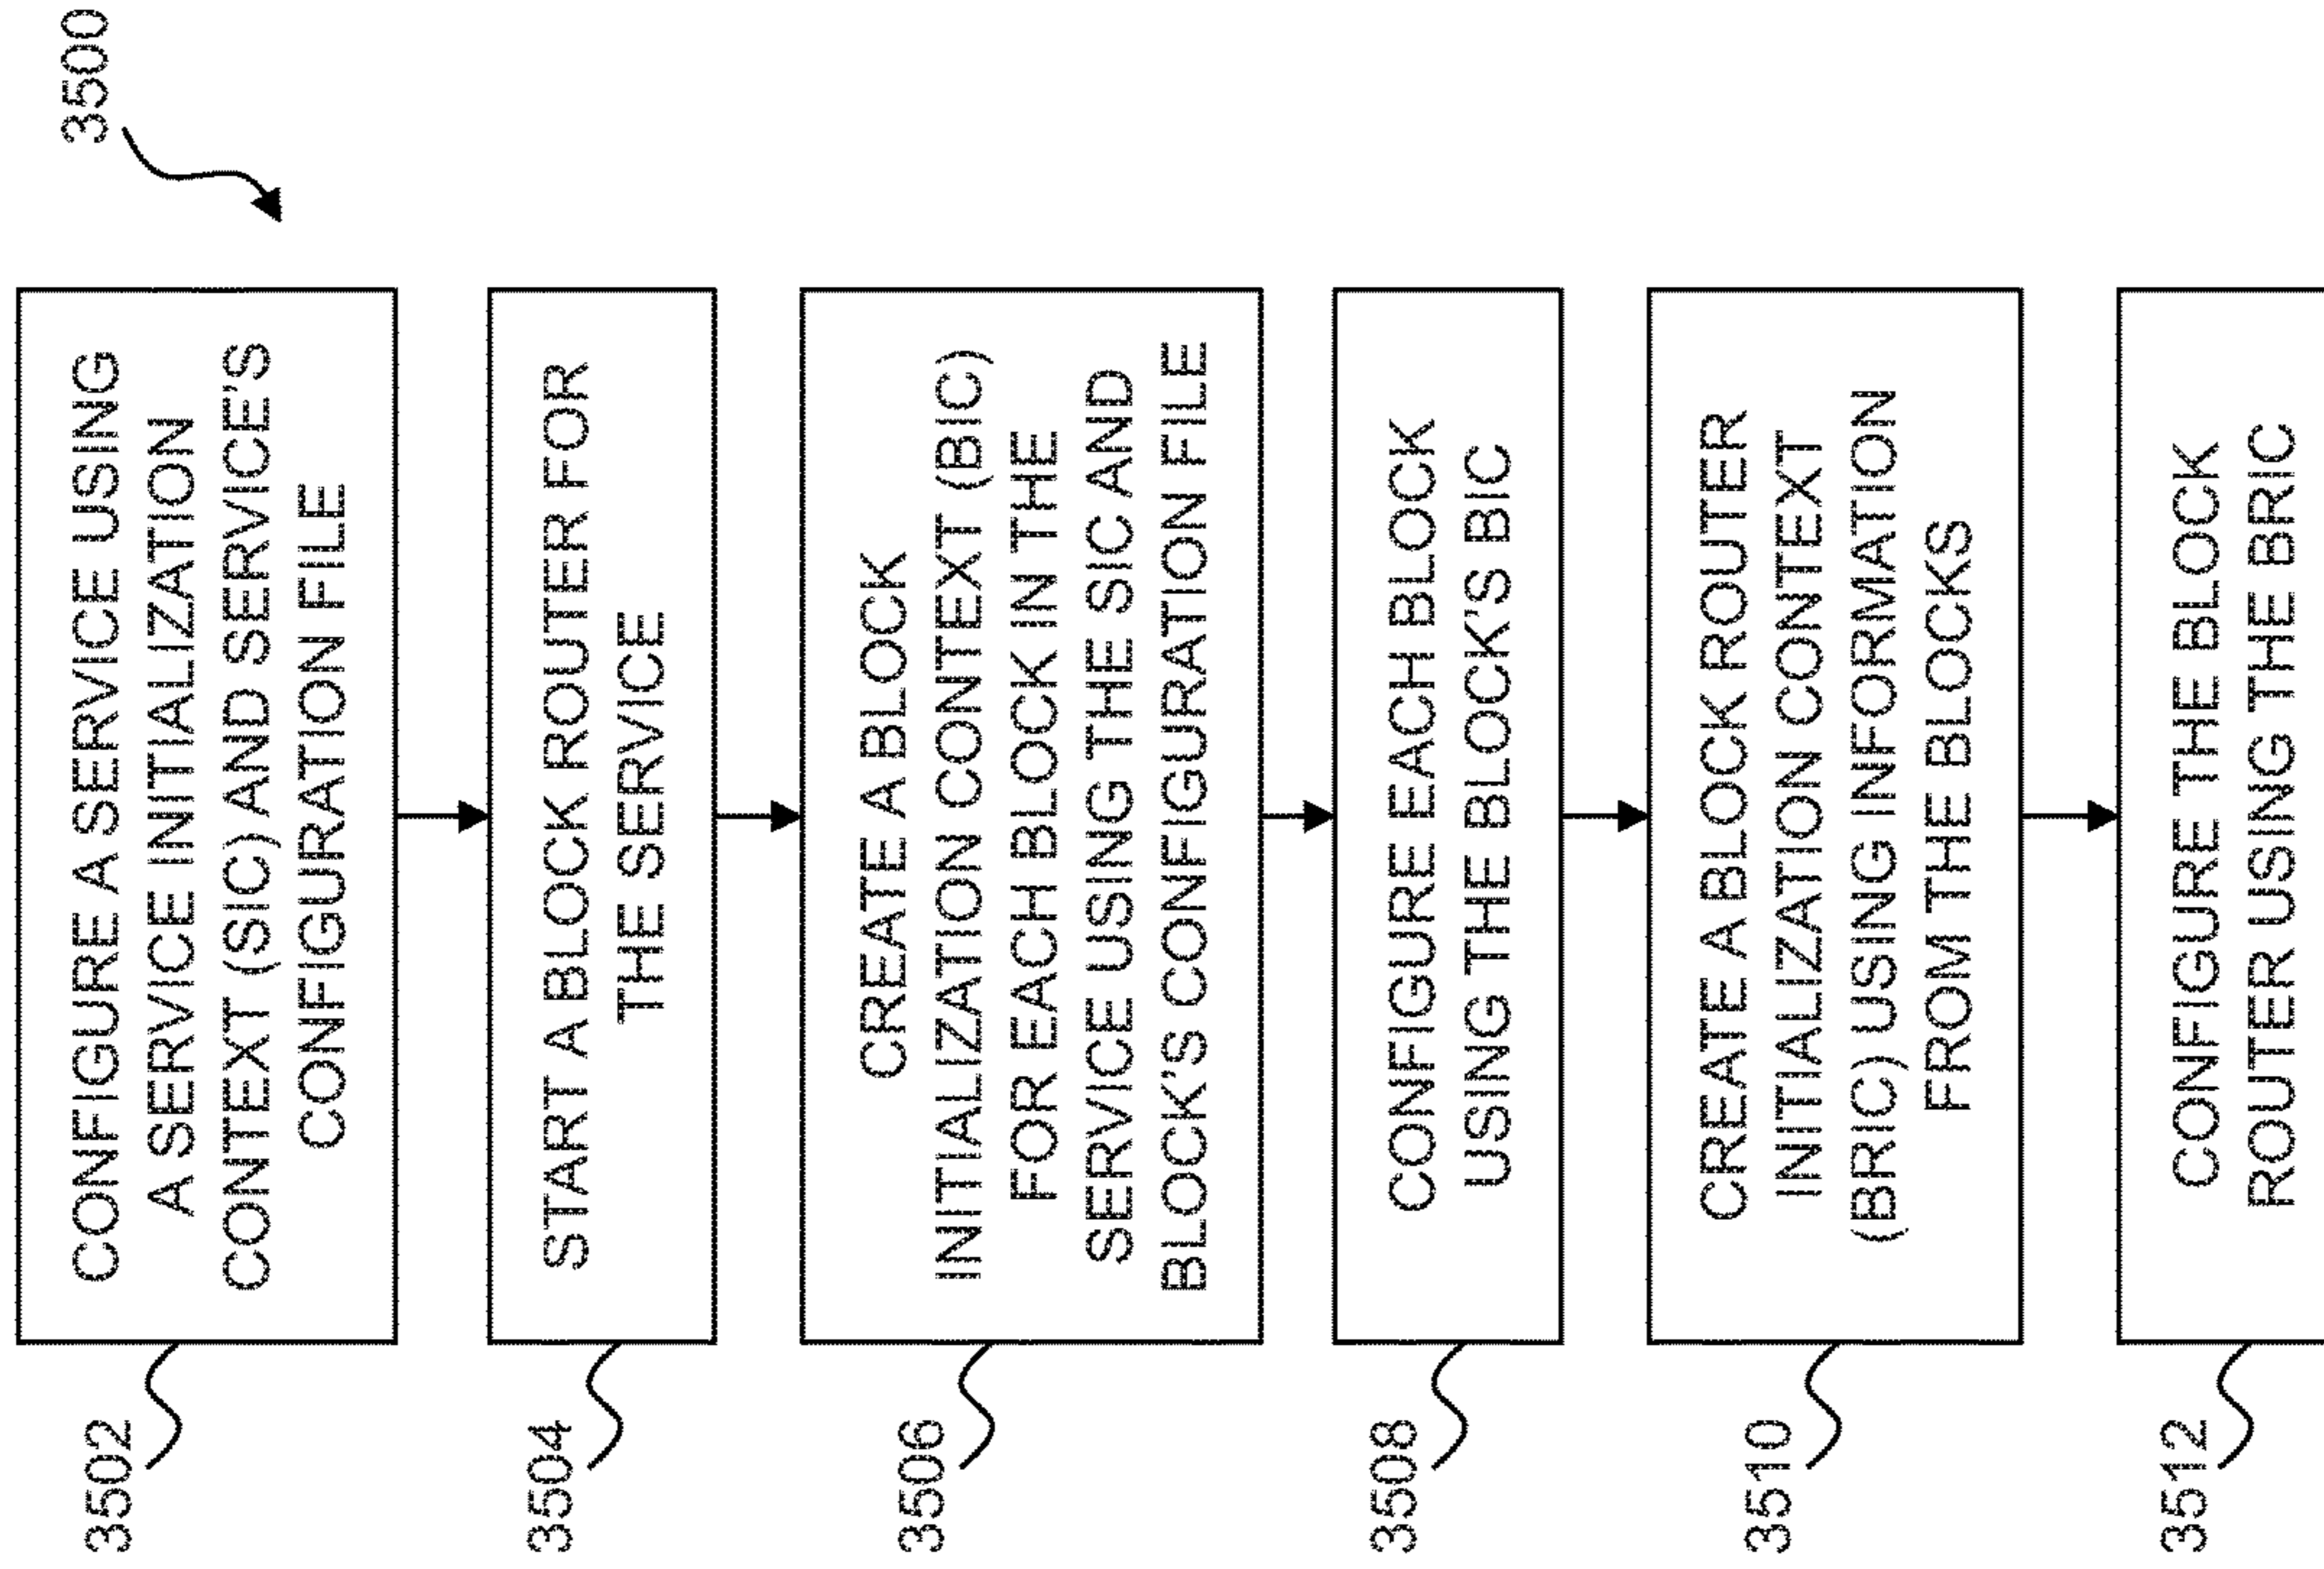 3500
3502
CONFIGURE A SERVICE USING
A SERVICE INITIALIZATION
CONTEXT (SIC) AND SERVICE'S
CONFIGURATION FILE
3504
START A BLOCK ROUTER FOR
THE SERVICE
3506
CREATE A BLOCK
INITIALIZATION CONTEXT (BIC)
FOR EACH BLOCK IN THE
SERVICE USING THE SIC AND
BLOCK'S CONFIGURATION FILE
3508
CONFIGURE EACH BLOCK
USING THE BLOCK'S BIC
3510
CREATE A BLOCK ROUTER
INITIALIZATION CONTEXT
(BRIC) USING INFORMATION
FROM THE BLOCKS
3512
CONFIGURE THE BLOCK
ROUTER USING THE BRIC